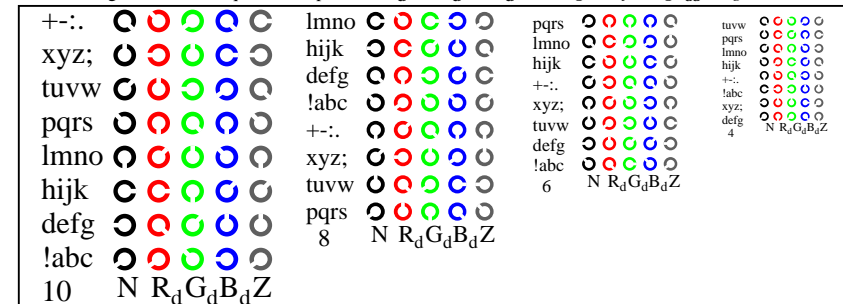 +-:.
xyz;
tuvw
pqrs
lmno
hijk
defg
!abc
10 N RdGdBdZ
lmno
hijk
defg
!abc
+-:.
xyz;
tuvw
pqrs
8 N RdGdBdZ
pqrs
lmno
hijk
+-:.
xyz;
tuvw
defg
!abc
6 N RdGdBdZ
tuvw
pqrs
lmno
hijk
+-:.
!abc
xyz;
defg
4 N RdGdBdZ